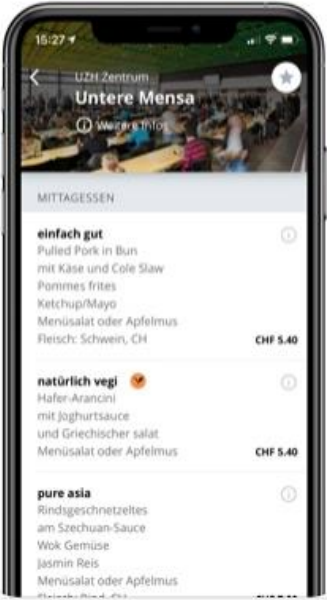 15:27
UZH Zentrum
Untere Mensa
Weitere Infos
MITTAGESSEN
einfach gut
Pulled Pork in Bun
mit Käse und Cole Slaw
Pommes frites
Ketchup/Mayo
Menüsalat oder Apfelmus
Fleisch: Schwein, CH CHF 5.40
natürlich vegi
Hafer-Arancini
mit Joghurtsauce
und Griechischer salat
Menüsalat oder Apfelmus CHF 5.40
pure asia
Rindsgeschnetzeltes
am Szechuan-Sauce
Wok Gemüse
Jasmin Reis
Menüsalat oder Apfelmus